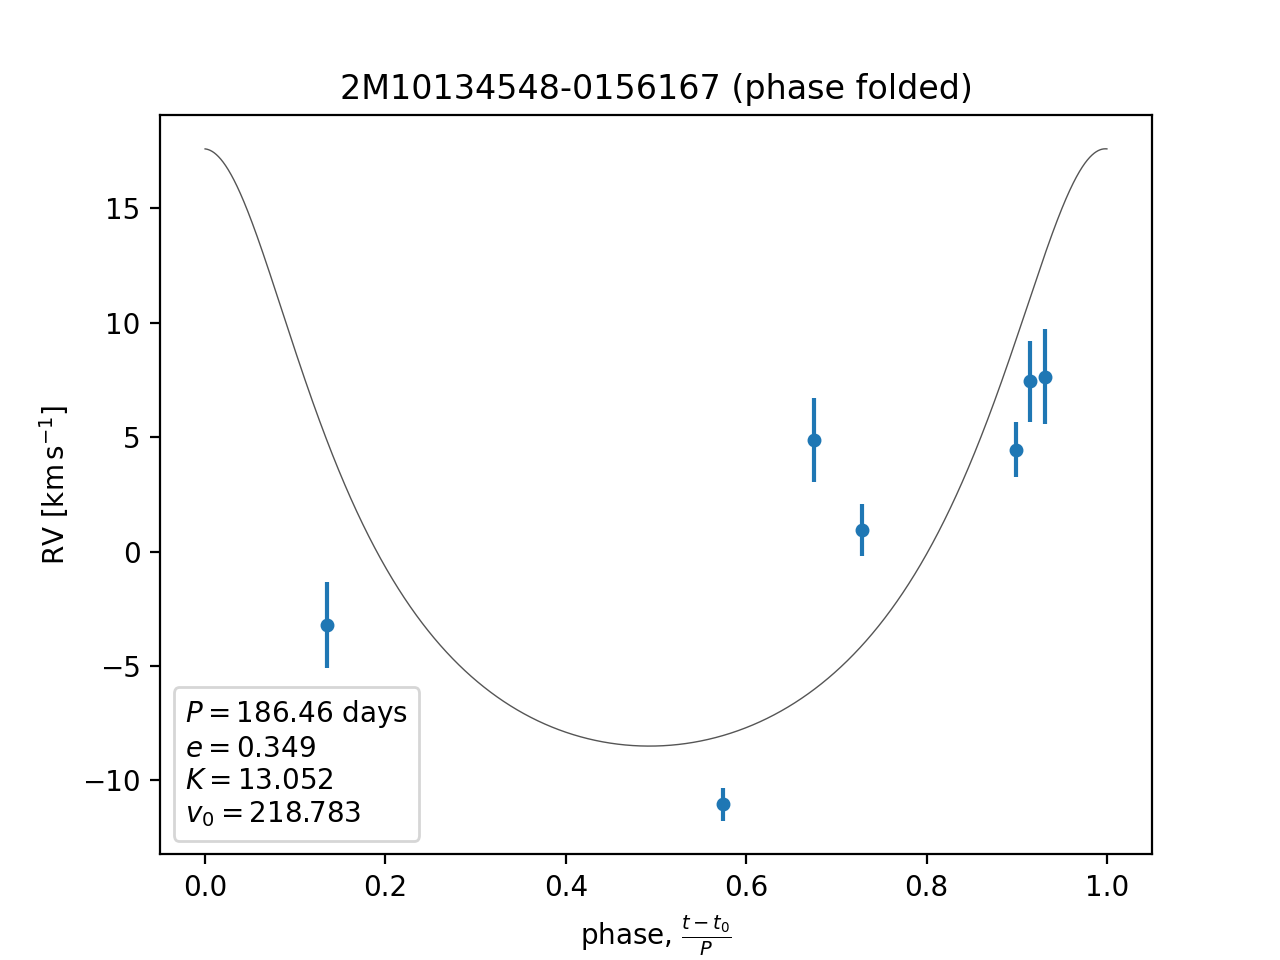 2M10134548-0156167 (phase folded)
15
10
5
0
−5
−10
RV [km s⁻¹]
P = 186.46 days
e = 0.349
K = 13.052
v₀ = 218.783
0.0 0.2 0.4 0.6 0.8 1.0
phase, (t − t₀)/P